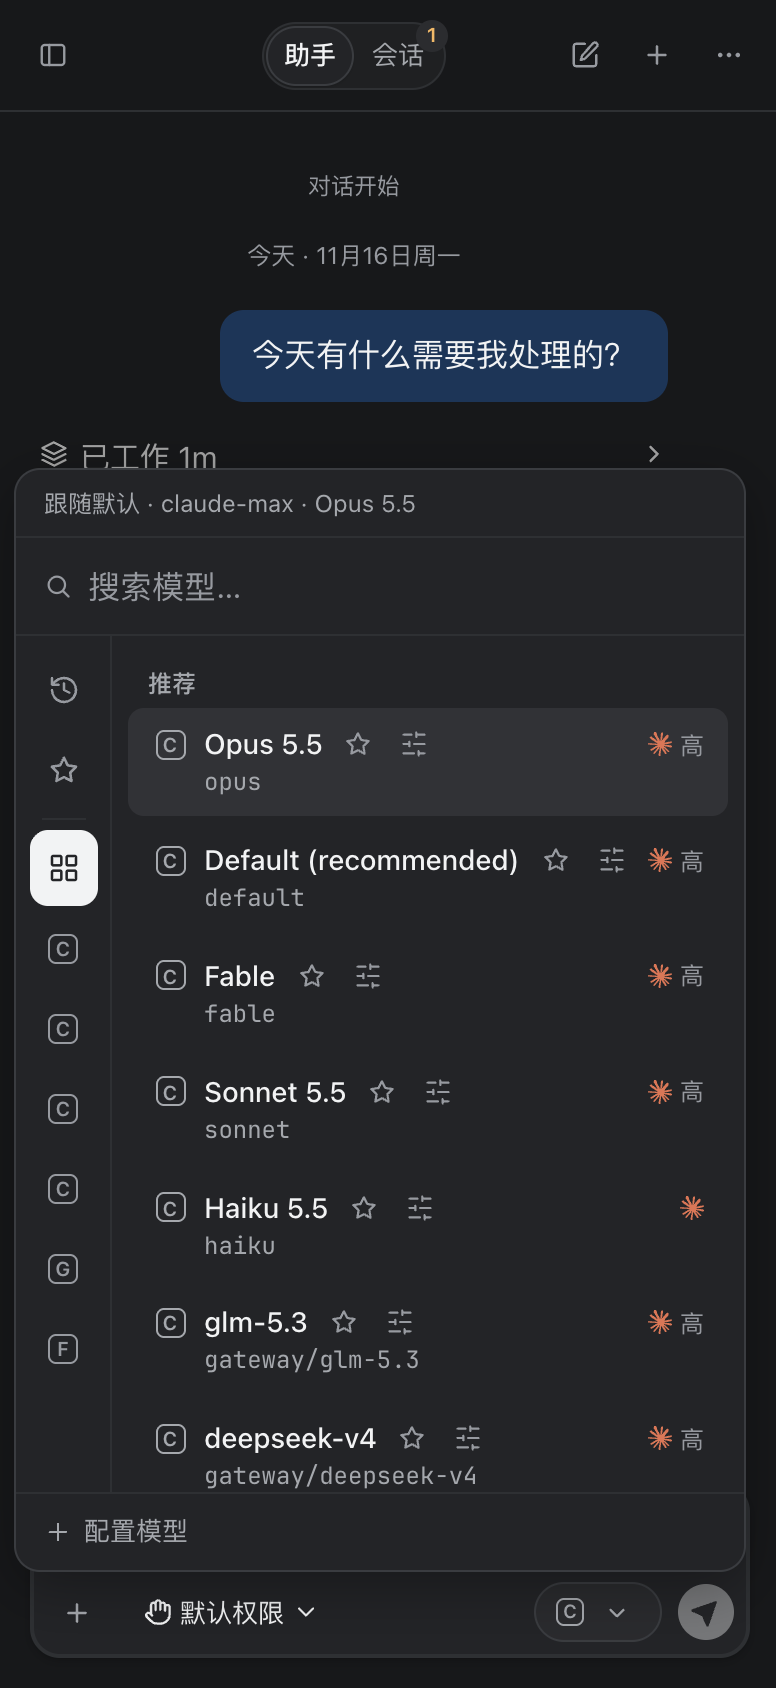 助手 会话 1
对话开始
今天 · 11月16日周一
今天有什么需要我处理的?
已工作 1m
跟随默认 · claude-max · Opus 5.5
搜索模型...
推荐
C Opus 5.5 高
opus
C Default (recommended) 高
default
C Fable 高
fable
C Sonnet 5.5 高
sonnet
C Haiku 5.5
haiku
C glm-5.3 高
gateway/glm-5.3
C deepseek-v4 高
gateway/deepseek-v4
C
C
C
C
G
F
配置模型
默认权限 C